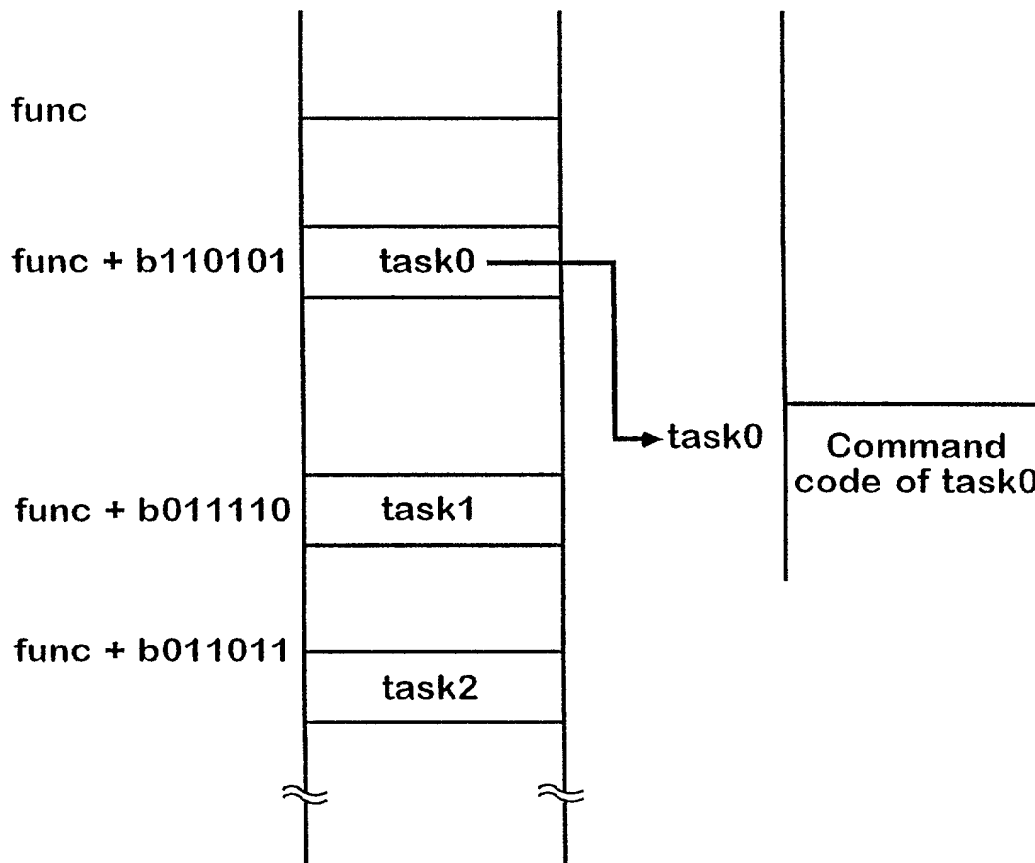 func
func + b110101
task0
task0
Command
code of task0
func + b011110
task1
func + b011011
task2